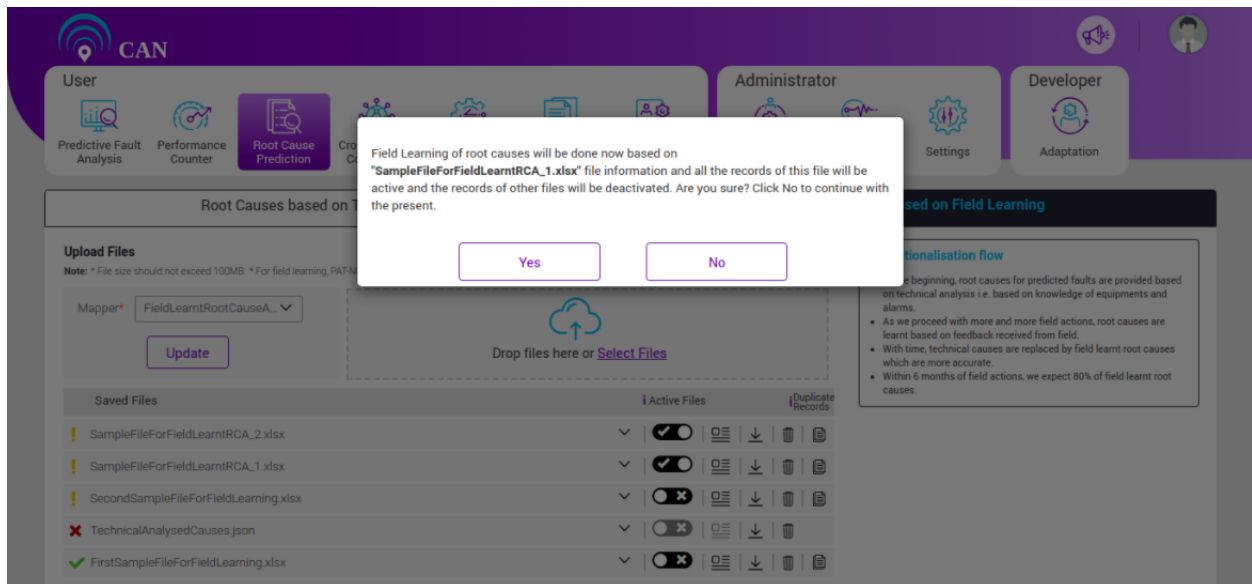 CAN
User
Administrator
Developer
Predictive Fault Analysis
Performance Counter
Root Cause Prediction
Settings
Adaptation
Field Learning of root causes will be done now based on
"SampleFileForFieldLearntRCA_1.xlsx" file information and all the records of this file will be
active and the records of other files will be deactivated. Are you sure? Click No to continue with
the present.
Yes
No
Root Causes based on
sed on Field Learning
Upload Files
Note: * File size should not exceed 100MB. * For field learning,
Mapper*
FieldLearntRootCauseA..
Update
Drop files here or Select Files
tionalisation flow
beginning, root causes for predicted faults are provided based
on technical analysis i.e. based on knowledge of equipments and
alarms.
• As we proceed with more and more field actions, root causes are
learnt based on feedback received from field.
• With time, technical causes are replaced by field learnt root causes
which are more accurate.
• Within 6 months of field actions, we expect 80% of field learnt root
causes.
Saved Files
i Active Files
i Duplicate Records
SampleFileForFieldLearntRCA_2.xlsx
SampleFileForFieldLearntRCA_1.xlsx
SecondSampleFileForFieldLearning.xlsx
TechnicalAnalysedCauses.json
FirstSampleFileForFieldLearning.xlsx